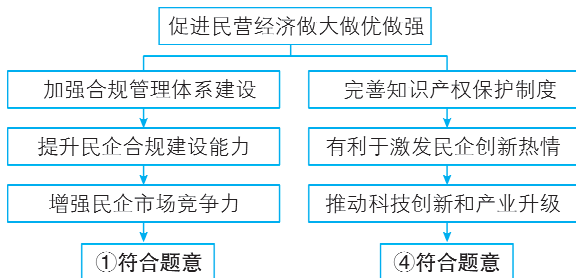 促进民营经济做大做优做强
加强合规管理体系建设
完善知识产权保护制度
提升民企合规建设能力
有利于激发民企创新热情
增强民企市场竞争力
推动科技创新和产业升级
①符合题意
④符合题意